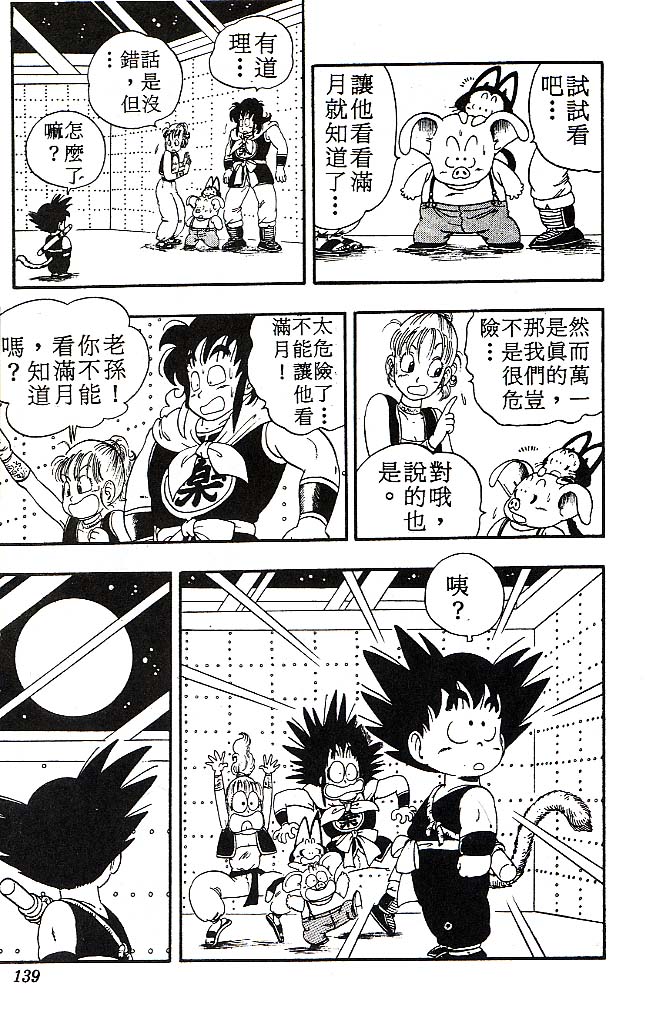 試試看
吧…
讓他看看滿
月就知道了…
有道
理…
話是沒
錯，但
…
怎麼了
嘛？
然而萬一
是真的，
那我們豈
不是很危
險…
對哦，
說的也
是。
太危險了…
不能讓他看
滿月！
老孫！
你不能
看滿月
，知道
嗎？
咦？
139